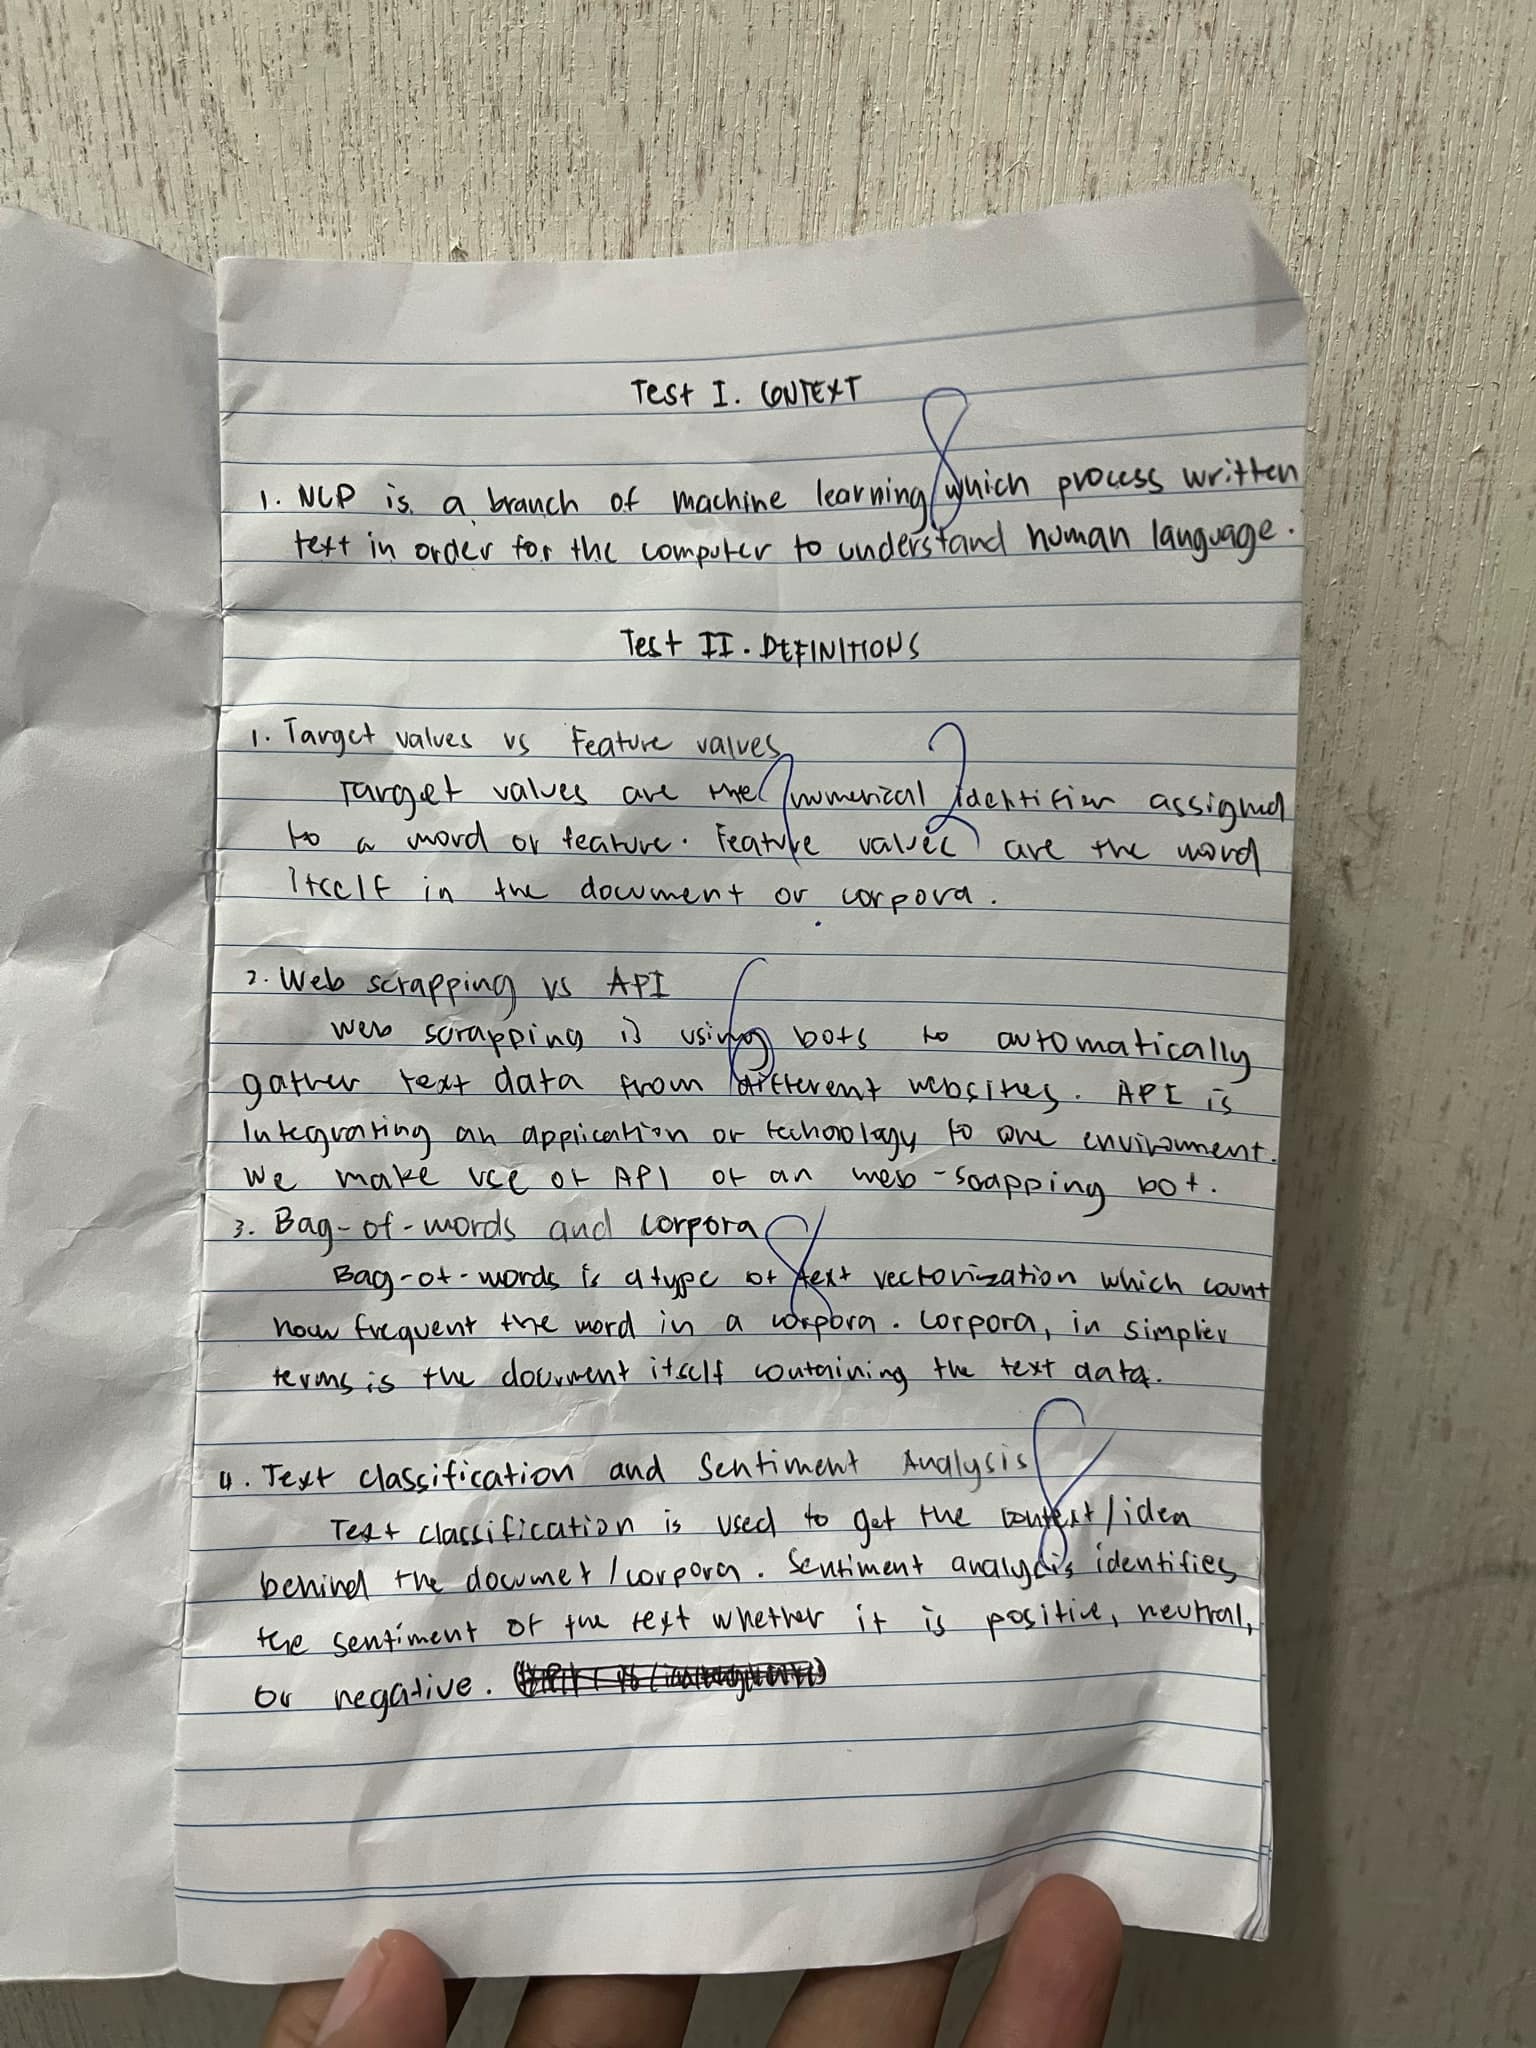 Test I. CONTEXT
8
1. NLP is a branch of machine learning which process written
text in order for the computer to understand human language.
Test II. DEFINITIONS
1. Target values vs Feature values
2
Target values are the numerical identifier assigned
to a word or feature. Feature values are the word
itself in the document or corpora.
2. Web scrapping vs API
6
Web scrapping is using bots to automatically
gather text data from different websites. API is
integrating an application or technology to one environment.
We make use of API of an web-scrapping bot.
3. Bag-of-words and corpora
8
Bag-of-words is a type of text vectorization which count
how frequent the word in a corpora. Corpora, in simpler
terms is the document itself containing the text data.
4. Text classification and Sentiment Analysis
8
Text classification is used to get the context/idea
behind the documet/corpora. Sentiment analysis identifies
the sentiment of the text whether it is positive, neutral,
or negative.